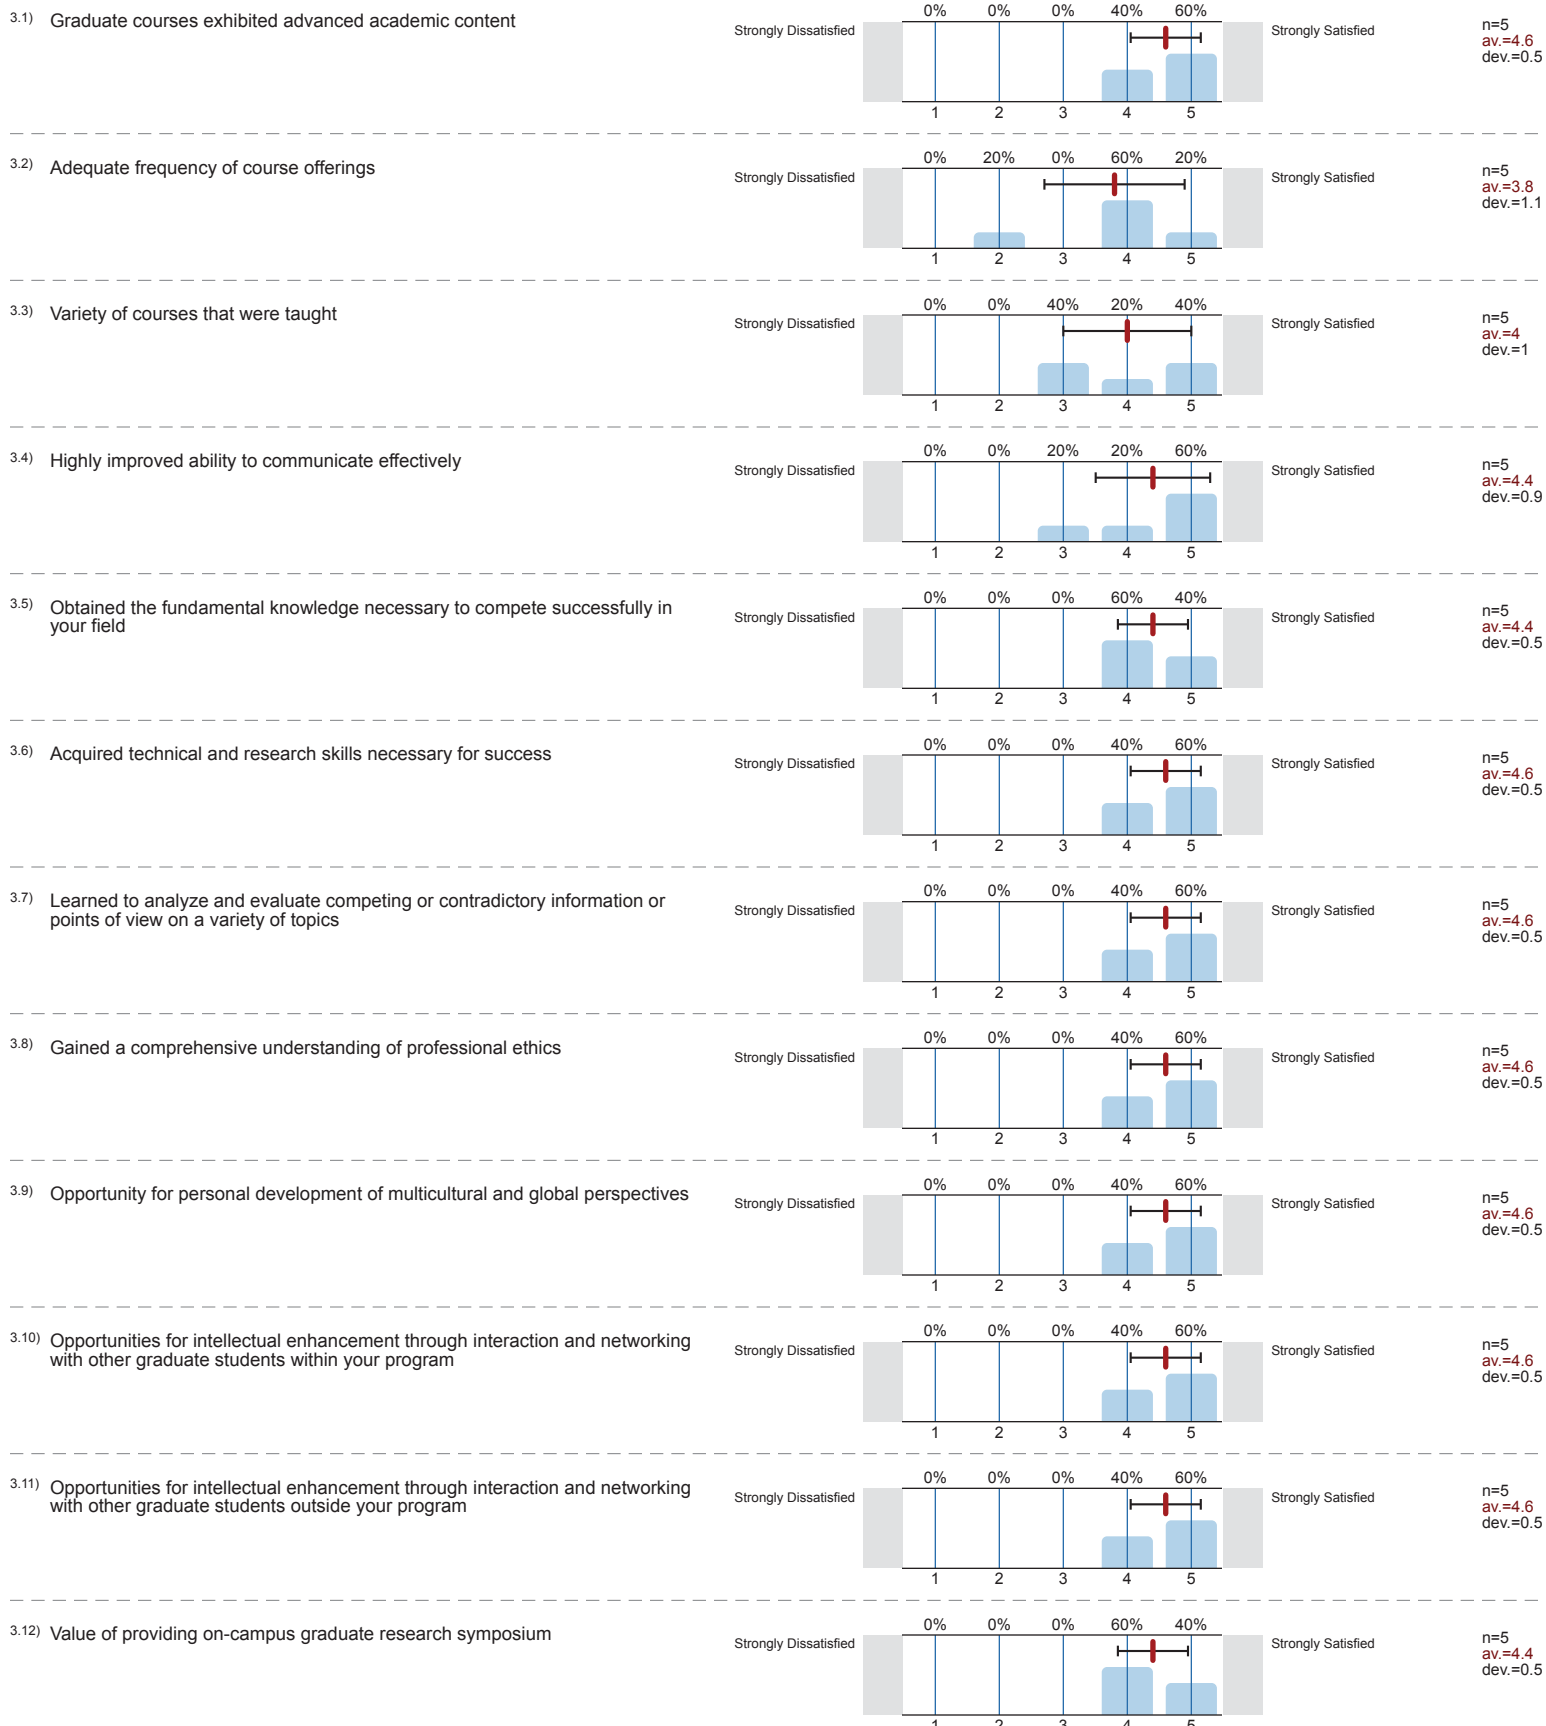 3.1) Graduate courses exhibited advanced academic content
Strongly Dissatisfied
0% 0% 0% 40% 60%
1 2 3 4 5
Strongly Satisfied
n=5
av.=4.6
dev.=0.5
3.2) Adequate frequency of course offerings
Strongly Dissatisfied
0% 20% 0% 60% 20%
1 2 3 4 5
Strongly Satisfied
n=5
av.=3.8
dev.=1.1
3.3) Variety of courses that were taught
Strongly Dissatisfied
0% 0% 40% 20% 40%
1 2 3 4 5
Strongly Satisfied
n=5
av.=4
dev.=1
3.4) Highly improved ability to communicate effectively
Strongly Dissatisfied
0% 0% 20% 20% 60%
1 2 3 4 5
Strongly Satisfied
n=5
av.=4.4
dev.=0.9
3.5) Obtained the fundamental knowledge necessary to compete successfully in
your field
Strongly Dissatisfied
0% 0% 0% 60% 40%
1 2 3 4 5
Strongly Satisfied
n=5
av.=4.4
dev.=0.5
3.6) Acquired technical and research skills necessary for success
Strongly Dissatisfied
0% 0% 0% 40% 60%
1 2 3 4 5
Strongly Satisfied
n=5
av.=4.6
dev.=0.5
3.7) Learned to analyze and evaluate competing or contradictory information or
points of view on a variety of topics
Strongly Dissatisfied
0% 0% 0% 40% 60%
1 2 3 4 5
Strongly Satisfied
n=5
av.=4.6
dev.=0.5
3.8) Gained a comprehensive understanding of professional ethics
Strongly Dissatisfied
0% 0% 0% 40% 60%
1 2 3 4 5
Strongly Satisfied
n=5
av.=4.6
dev.=0.5
3.9) Opportunity for personal development of multicultural and global perspectives
Strongly Dissatisfied
0% 0% 0% 40% 60%
1 2 3 4 5
Strongly Satisfied
n=5
av.=4.6
dev.=0.5
3.10) Opportunities for intellectual enhancement through interaction and networking
with other graduate students within your program
Strongly Dissatisfied
0% 0% 0% 40% 60%
1 2 3 4 5
Strongly Satisfied
n=5
av.=4.6
dev.=0.5
3.11) Opportunities for intellectual enhancement through interaction and networking
with other graduate students outside your program
Strongly Dissatisfied
0% 0% 0% 40% 60%
1 2 3 4 5
Strongly Satisfied
n=5
av.=4.6
dev.=0.5
3.12) Value of providing on-campus graduate research symposium
Strongly Dissatisfied
0% 0% 0% 60% 40%
1 2 3 4 5
Strongly Satisfied
n=5
av.=4.4
dev.=0.5